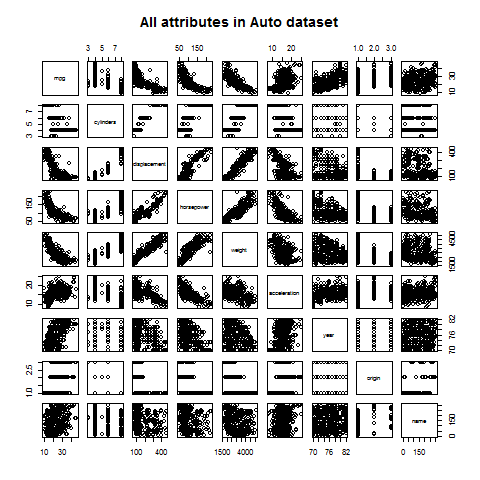 All attributes in Auto dataset
3 5 7 50 150 10 20 1.0 2.0 3.0
mpg
10 30
cylinders
3 5 7
displacement
100 400
horsepower
50 150
weight
1500 4500
acceleration
10 20
year
70 76 82
origin
1.0 2.5
name
0 150
10 30 100 400 1500 4000 70 76 82 0 150